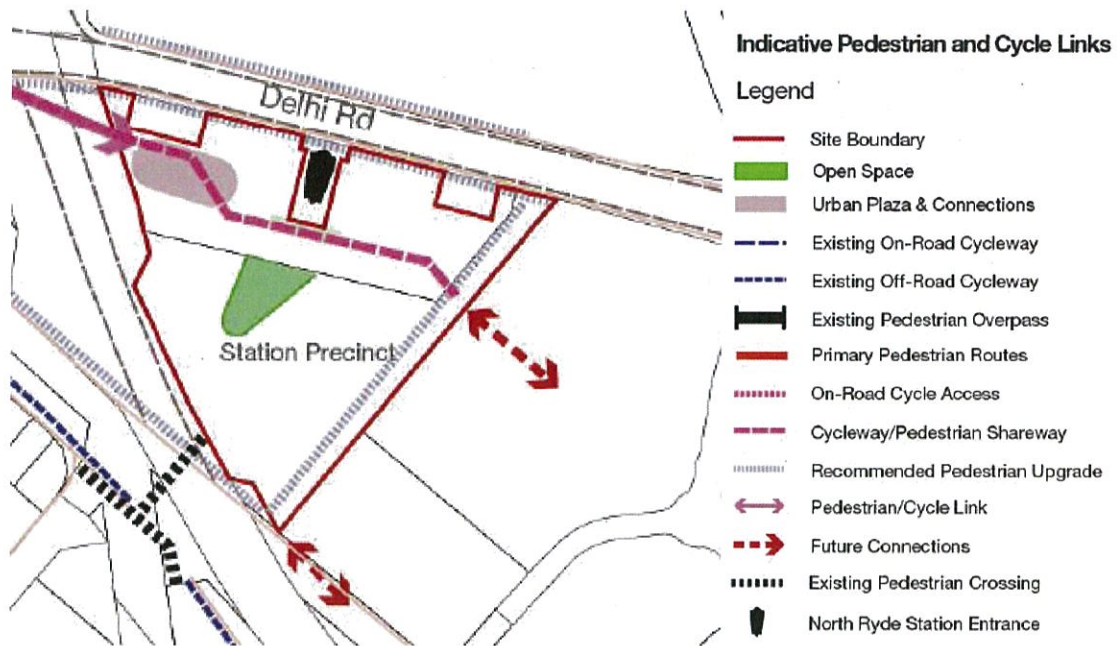 Indicative Pedestrian and Cycle Links
Legend
Site Boundary
Open Space
Urban Plaza & Connections
Existing On-Road Cycleway
Existing Off-Road Cycleway
Existing Pedestrian Overpass
Primary Pedestrian Routes
On-Road Cycle Access
Cycleway/Pedestrian Shareway
Recommended Pedestrian Upgrade
Pedestrian/Cycle Link
Future Connections
Existing Pedestrian Crossing
North Ryde Station Entrance
Delhi Rd
Station Precinct